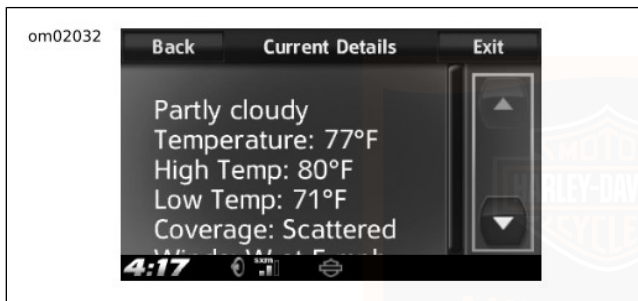 om02032
Back Current Details Exit
Partly cloudy
Temperature: 77°F
High Temp: 80°F
Low Temp: 71°F
Coverage: Scattered
4:17 sxm